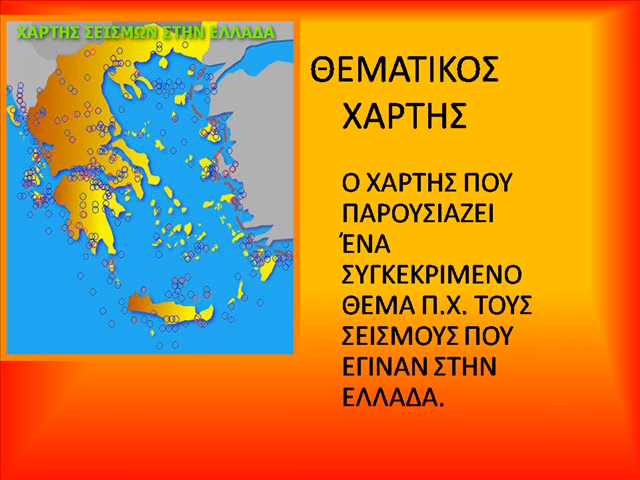 ΧΑΡΤΗΣ ΣΕΙΣΜΩΝ ΣΤΗΝ ΕΛΛΑΔΑ
ΘΕΜΑΤΙΚΟΣ
ΧΑΡΤΗΣ
Ο ΧΑΡΤΗΣ ΠΟΥ
ΠΑΡΟΥΣΙΑΖΕΙ
ΈΝΑ
ΣΥΓΚΕΚΡΙΜΕΝΟ
ΘΕΜΑ Π.Χ. ΤΟΥΣ
ΣΕΙΣΜΟΥΣ ΠΟΥ
ΕΓΙΝΑΝ ΣΤΗΝ
ΕΛΛΑΔΑ.